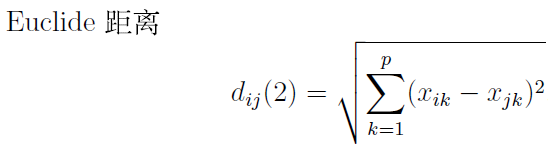 Euclide 距离
$$d_{ij}(2) = \sqrt{\sum_{k=1}^{p}(x_{ik} - x_{jk})^2}$$